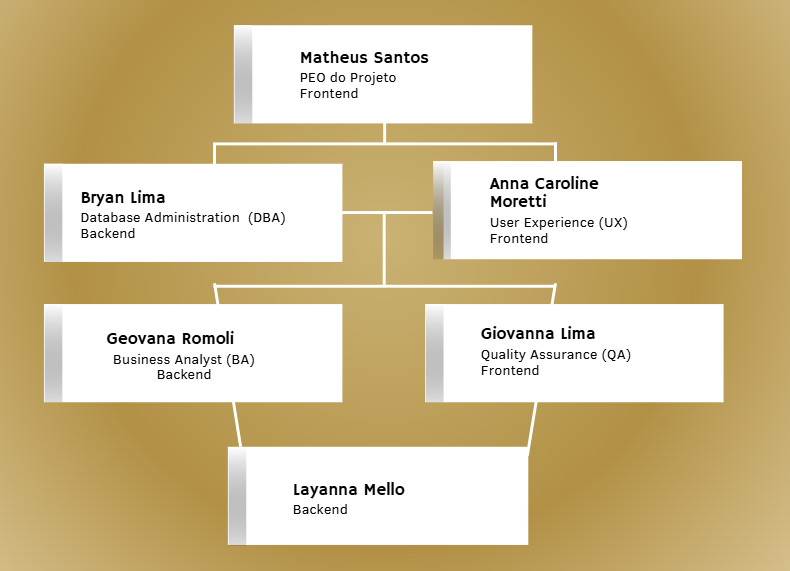 Matheus Santos
PEO do Projeto
Frontend
Bryan Lima
Database Administration (DBA)
Backend
Anna Caroline
Moretti
User Experience (UX)
Frontend
Geovana Romoli
Business Analyst (BA)
Backend
Giovanna Lima
Quality Assurance (QA)
Frontend
Layanna Mello
Backend